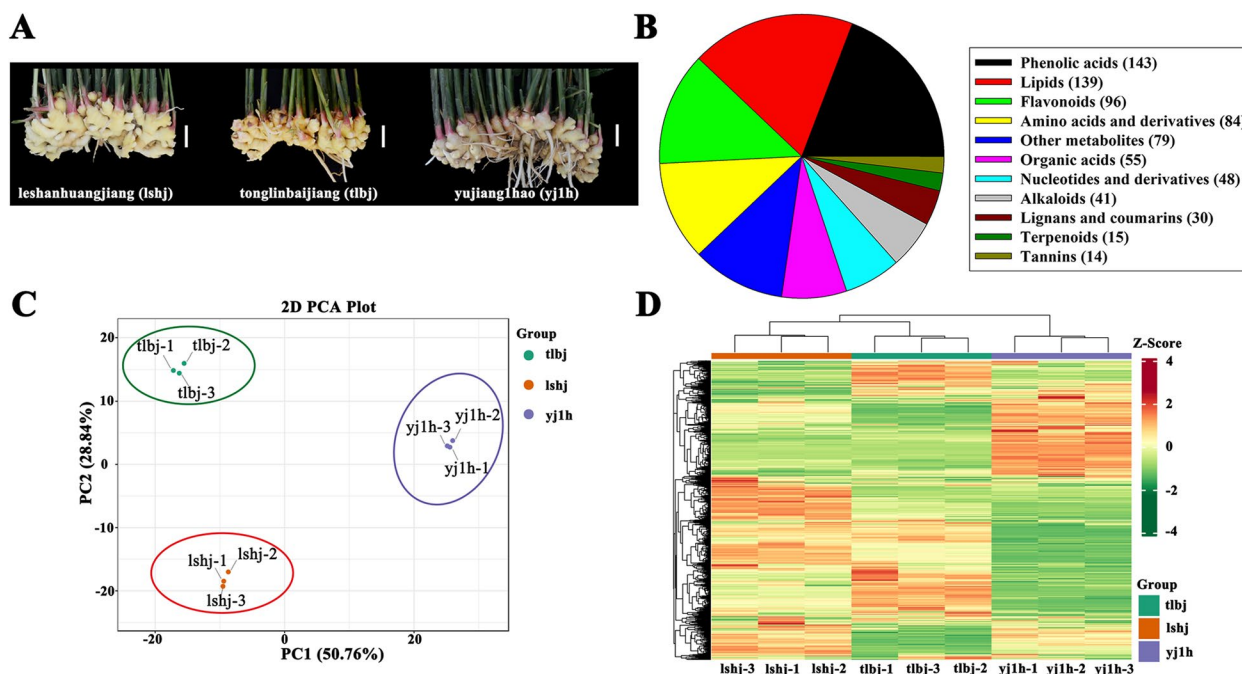 A
leshanhuangjiang (lshj)
tonglinbaijiang (tlbj)
yujiang1hao (yj1h)
B
Phenolic acids (143)
Lipids (139)
Flavonoids (96)
Amino acids and derivatives (84)
Other metabolites (79)
Organic acids (55)
Nucleotides and derivatives (48)
Alkaloids (41)
Lignans and coumarins (30)
Terpenoids (15)
Tannins (14)
C
2D PCA Plot
PC2 (28.84%)
20
10
0
-10
-20
tlbj-1
tlbj-2
tlbj-3
yj1h-3
yj1h-2
yj1h-1
lshj-1
lshj-2
lshj-3
-20
0
20
PC1 (50.76%)
Group
tlbj
lshj
yj1h
D
Z-Score
4
2
0
-2
-4
Group
tlbj
lshj
yj1h
lshj-3 lshj-1 lshj-2 tlbj-1 tlbj-3 tlbj-2 yj1h-1 yj1h-2 yj1h-3